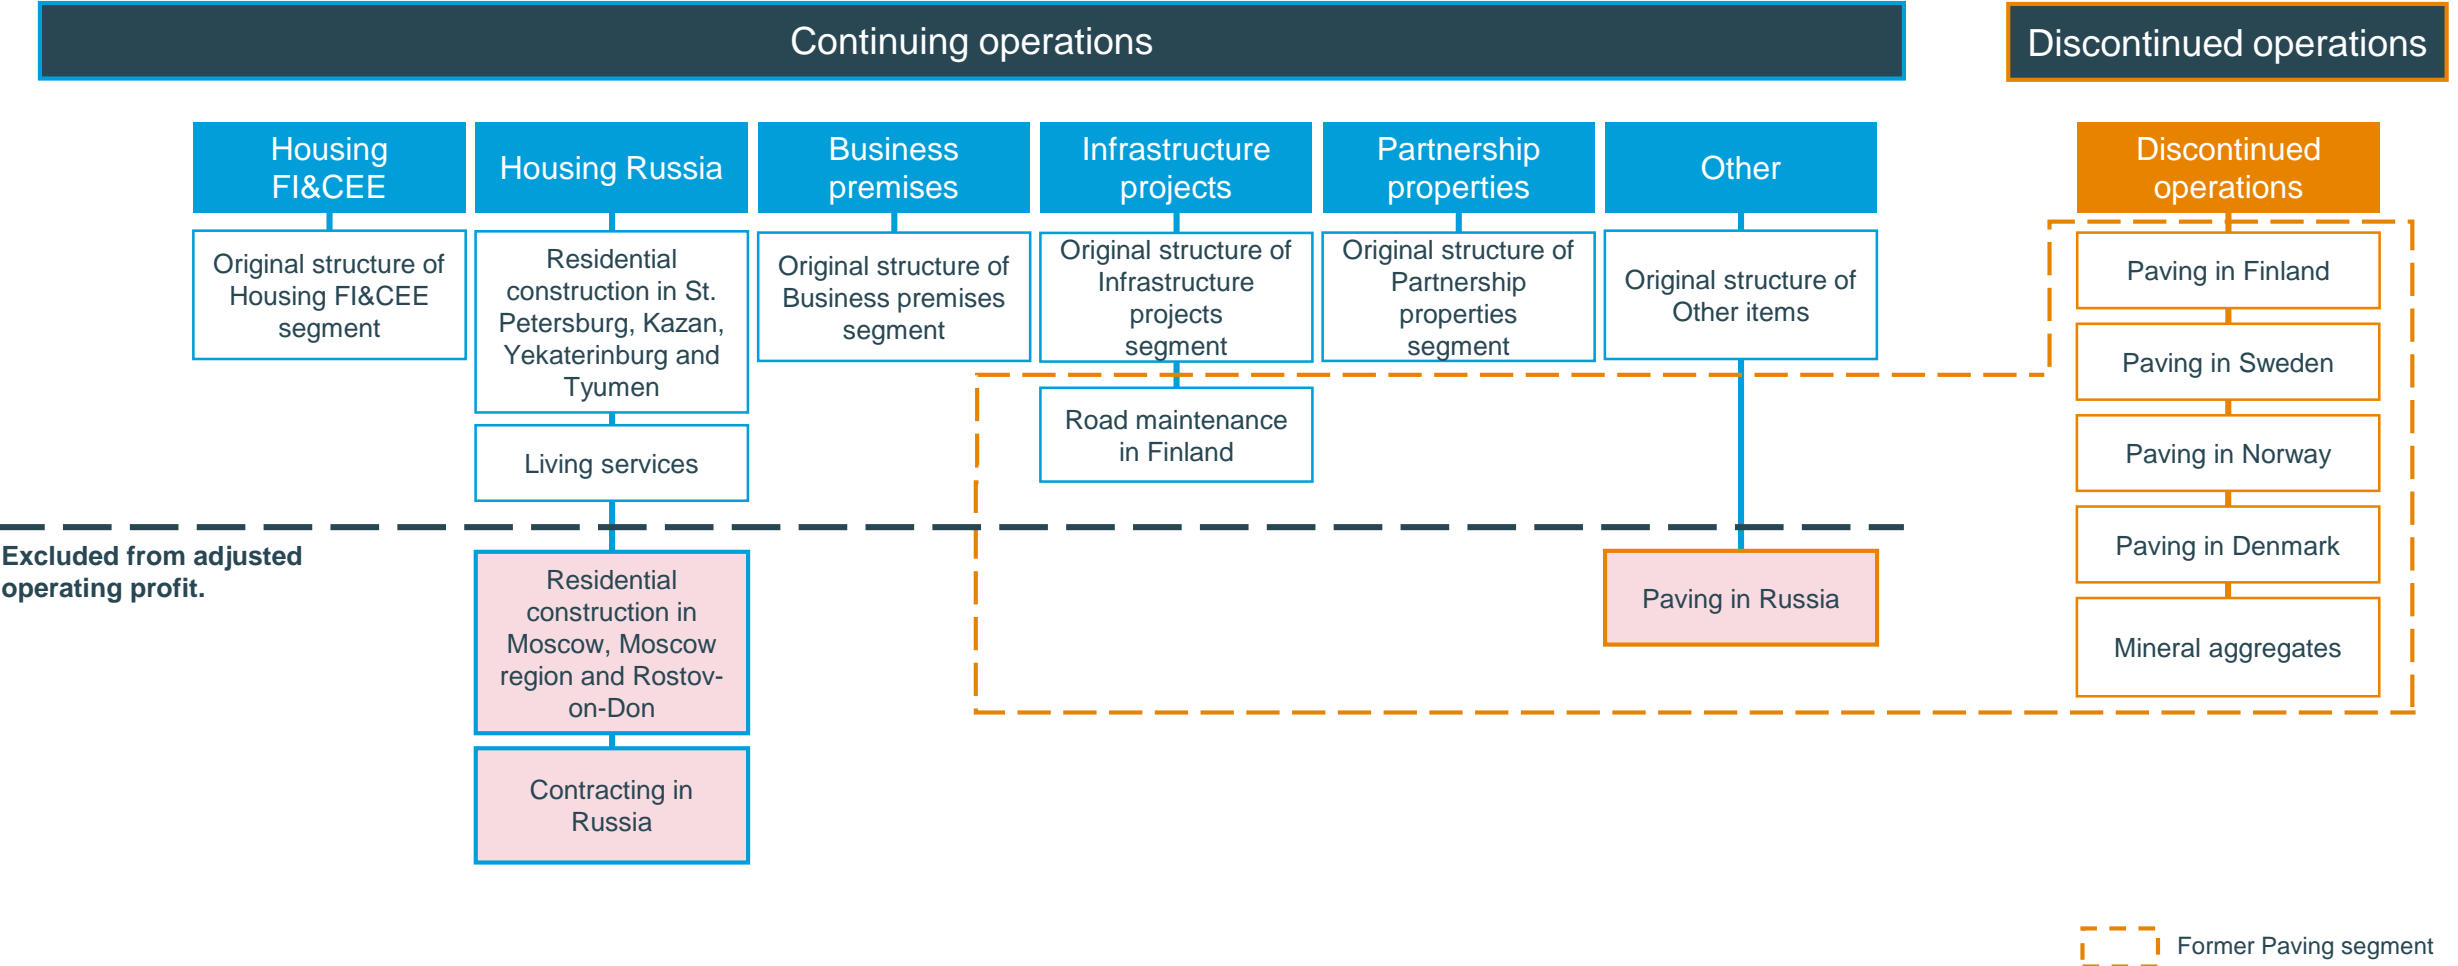 Continuing operations
Discontinued operations
Housing
FI&CEE
Housing Russia
Business
premises
Infrastructure
projects
Partnership
properties
Other
Discontinued
operations
Original structure of
Housing FI&CEE
segment
Residential
construction in St.
Petersburg, Kazan,
Yekaterinburg and
Tyumen
Original structure of
Business premises
segment
Original structure of
Infrastructure
projects
segment
Original structure of
Partnership
properties
segment
Original structure of
Other items
Paving in Finland
Paving in Sweden
Living services
Road maintenance
in Finland
Paving in Norway
Paving in Denmark
Excluded from adjusted
operating profit.
Residential
construction in
Moscow, Moscow
region and Rostov-
on-Don
Paving in Russia
Mineral aggregates
Contracting in
Russia
Former Paving segment